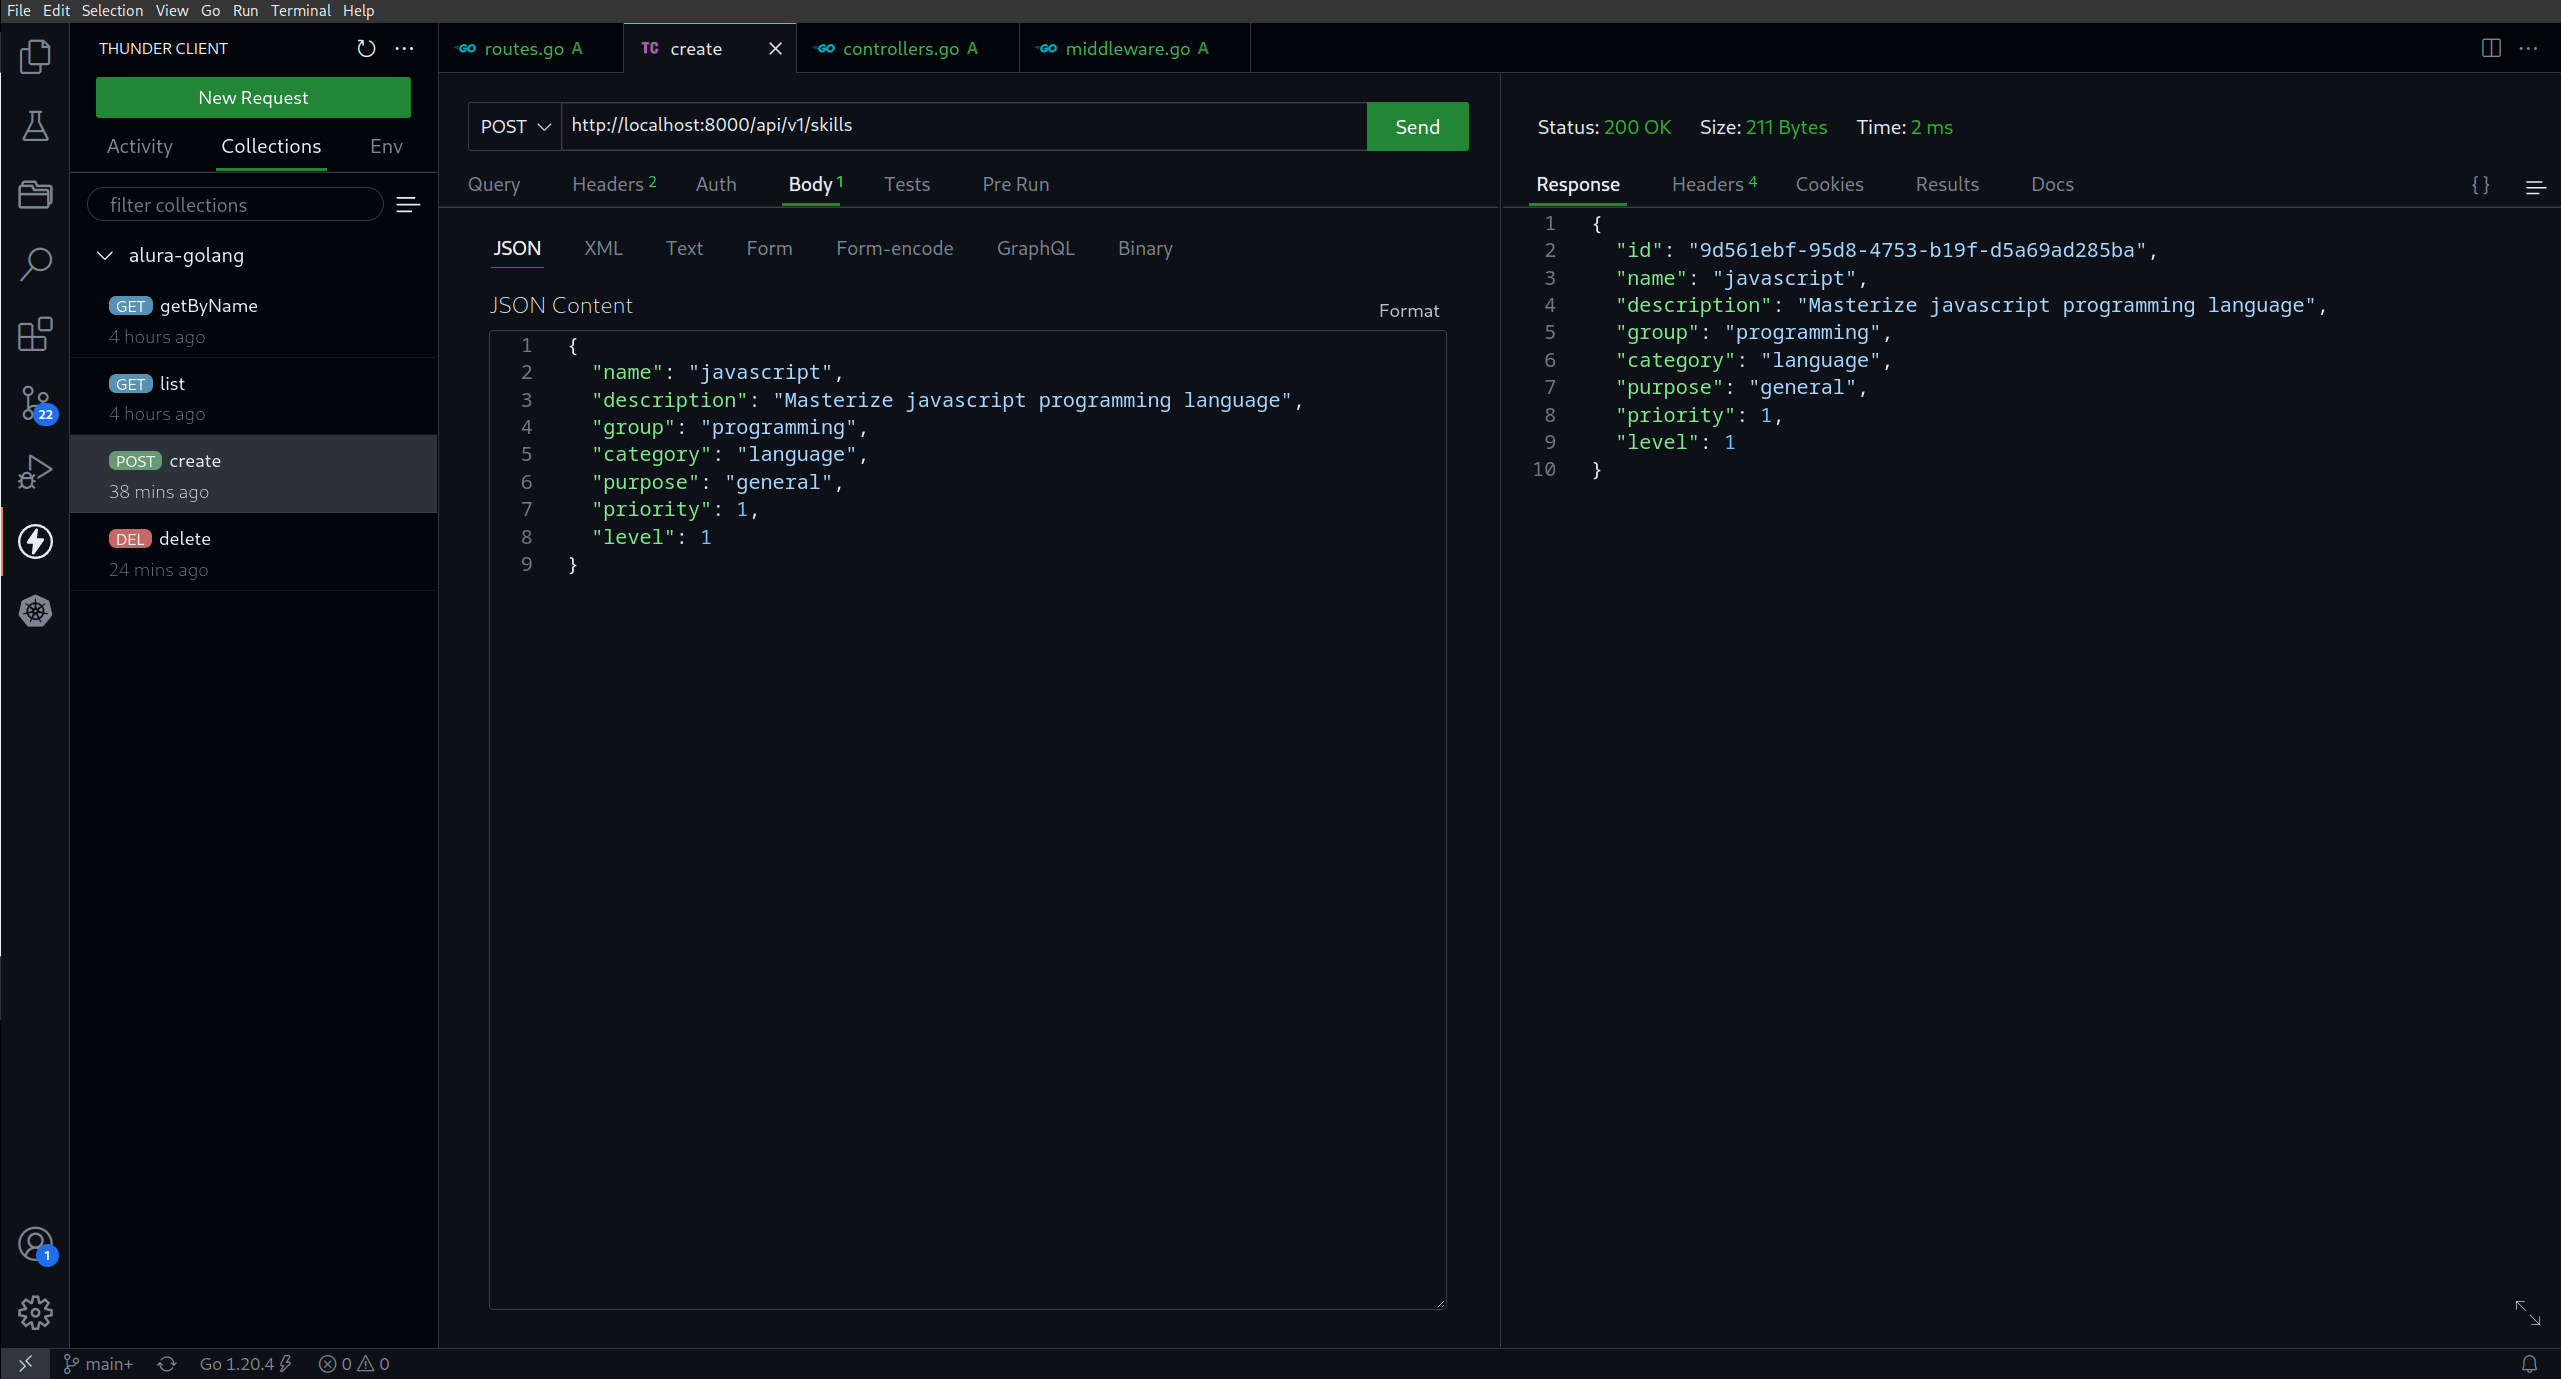 File Edit Selection View Go Run Terminal Help
THUNDER CLIENT
New Request
Activity Collections Env
filter collections
alura-golang
GET getByName
4 hours ago
GET list
4 hours ago
POST create
38 mins ago
DEL delete
24 mins ago
22
1
GO routes.go A
TC create
GO controllers.go A
GO middleware.go A
POST http://localhost:8000/api/v1/skills Send
Query Headers 2 Auth Body 1 Tests Pre Run
JSON XML Text Form Form-encode GraphQL Binary
JSON Content
Format
1 {
2 "name": "javascript",
3 "description": "Masterize javascript programming language",
4 "group": "programming",
5 "category": "language",
6 "purpose": "general",
7 "priority": 1,
8 "level": 1
9 }
Status: 200 OK Size: 211 Bytes Time: 2 ms
Response Headers 4 Cookies Results Docs {}
1 {
2 "id": "9d561ebf-95d8-4753-b19f-d5a69ad285ba",
3 "name": "javascript",
4 "description": "Masterize javascript programming language",
5 "group": "programming",
6 "category": "language",
7 "purpose": "general",
8 "priority": 1,
9 "level": 1
10 }
main+ Go 1.20.4 0 0